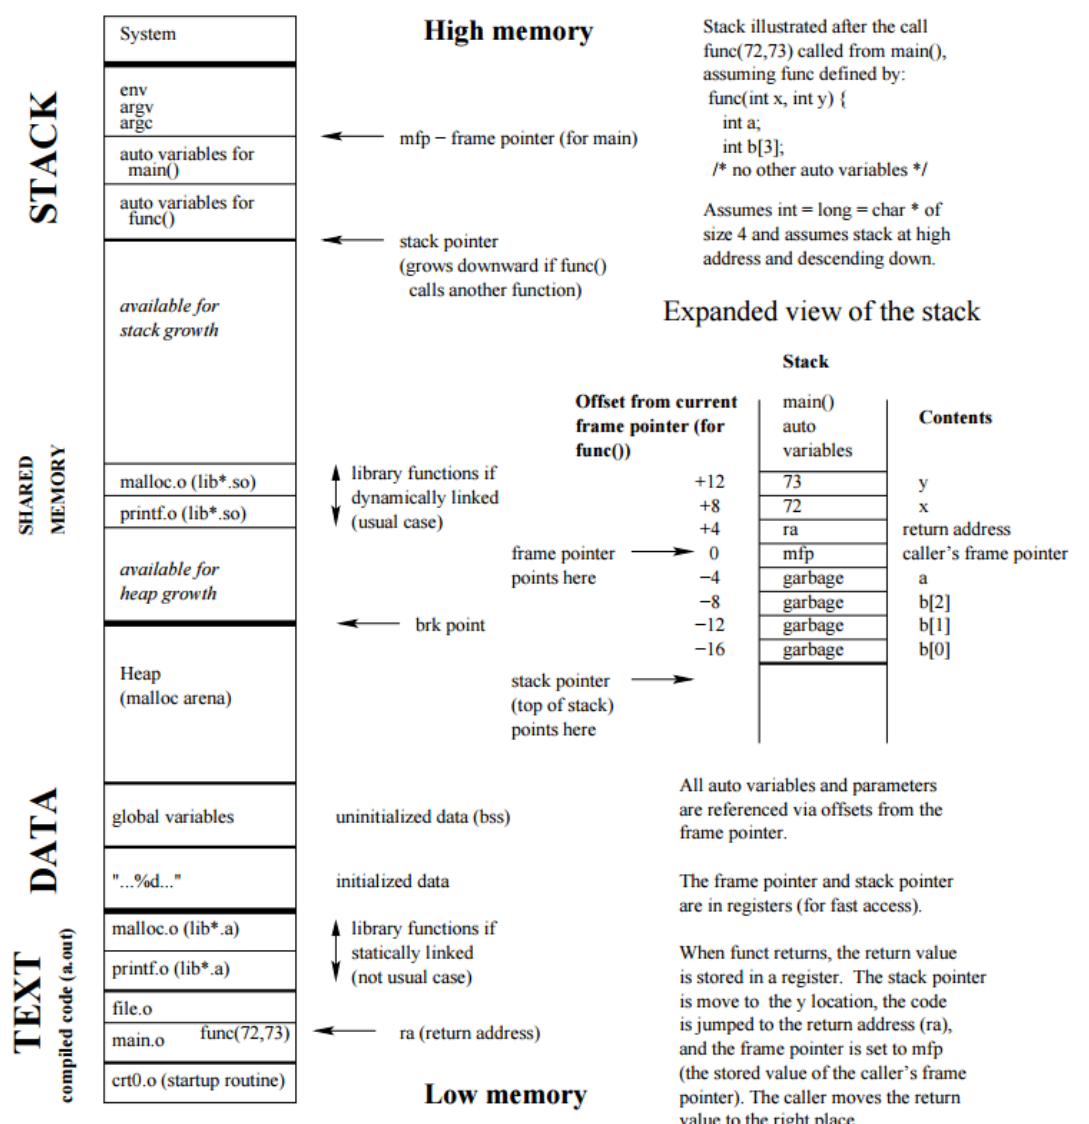 High memory
STACK
System
env
argv
argc
mfp – frame pointer (for main)
auto variables for
main()
auto variables for
func()
stack pointer
(grows downward if func()
calls another function)
available for
stack growth
SHARED
MEMORY
malloc.o (lib*.so)
printf.o (lib*.so)
library functions if
dynamically linked
(usual case)
available for
heap growth
brk point
Heap
(malloc arena)
DATA
global variables
uninitialized data (bss)
"...%d..."
initialized data
TEXT
compiled code (a.out)
malloc.o (lib*.a)
printf.o (lib*.a)
library functions if
statically linked
(not usual case)
file.o
main.o func(72,73)
ra (return address)
crt0.o (startup routine)
Low memory
Stack illustrated after the call
func(72,73) called from main(),
assuming func defined by:
func(int x, int y) {
int a;
int b[3];
/* no other auto variables */
Assumes int = long = char * of
size 4 and assumes stack at high
address and descending down.
Expanded view of the stack
Stack
Offset from current
frame pointer (for
func())
main()
auto
variables
Contents
+12 73 y
+8 72 x
+4 ra return address
0 mfp caller's frame pointer
−4 garbage a
−8 garbage b[2]
−12 garbage b[1]
−16 garbage b[0]
frame pointer
points here
stack pointer
(top of stack)
points here
All auto variables and parameters
are referenced via offsets from the
frame pointer.
The frame pointer and stack pointer
are in registers (for fast access).
When funct returns, the return value
is stored in a register. The stack pointer
is move to the y location, the code
is jumped to the return address (ra),
and the frame pointer is set to mfp
(the stored value of the caller's frame
pointer). The caller moves the return
value to the right place